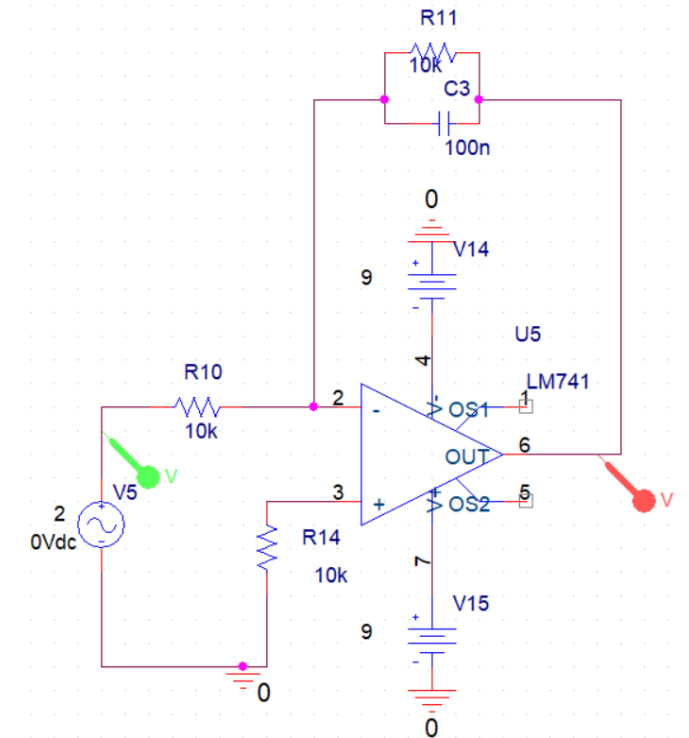 R11
10k
C3
100n
0
+
V14
9
-
U5
4
LM741
R10
10k
2
-
V-
OS1
1
OUT
6
V
V5
+
2
-
0Vdc
3
+
V+
OS2
5
V
R14
10k
7
V15
+
9
-
0
0